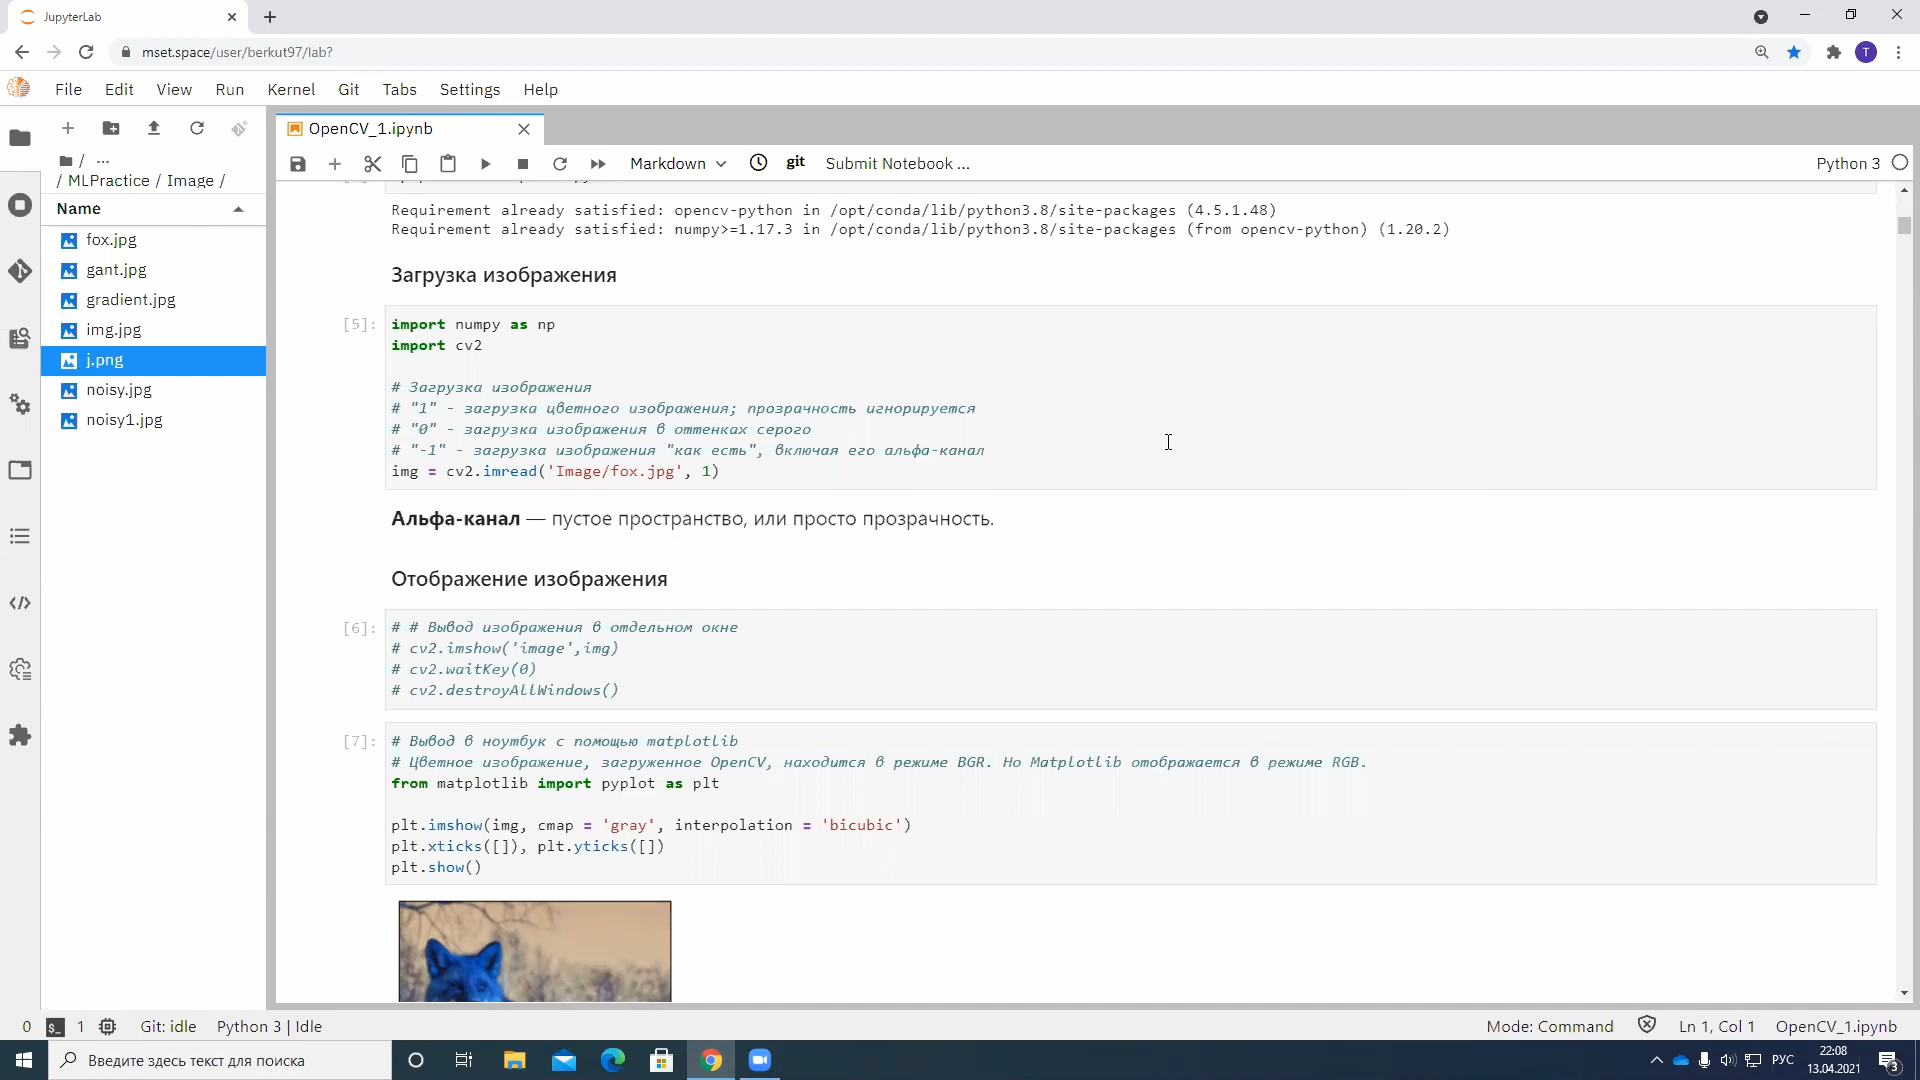 JupyterLab
mset.space/user/berkut97/lab?
File Edit View Run Kernel Git Tabs Settings Help
/ ...
/ MLPractice / Image /
Name
fox.jpg
gant.jpg
gradient.jpg
img.jpg
j.png
noisy.jpg
noisy1.jpg
OpenCV_1.ipynb
Markdown git Submit Notebook ... Python 3
Requirement already satisfied: opencv-python in /opt/conda/lib/python3.8/site-packages (4.5.1.48)
Requirement already satisfied: numpy>=1.17.3 in /opt/conda/lib/python3.8/site-packages (from opencv-python) (1.20.2)
Загрузка изображения
[5]: import numpy as np
import cv2
# Загрузка изображения
# "1" - загрузка цветного изображения; прозрачность игнорируется
# "0" - загрузка изображения в оттенках серого
# "-1" - загрузка изображения "как есть", включая его альфа-канал
img = cv2.imread('Image/fox.jpg', 1)
Альфа-канал — пустое пространство, или просто прозрачность.
Отображение изображения
[6]: # # Вывод изображения в отдельном окне
# cv2.imshow('image',img)
# cv2.waitKey(0)
# cv2.destroyAllWindows()
[7]: # Вывод в ноутбук с помощью matplotlib
# Цветное изображение, загруженное OpenCV, находится в режиме BGR. Но Matplotlib отображается в режиме RGB.
from matplotlib import pyplot as plt
plt.imshow(img, cmap = 'gray', interpolation = 'bicubic')
plt.xticks([]), plt.yticks([])
plt.show()
0 $_ 1 Git: idle Python 3 | Idle Mode: Command Ln 1, Col 1 OpenCV_1.ipynb
Введите здесь текст для поиска
РУС
22:08
13.04.2021
3
T